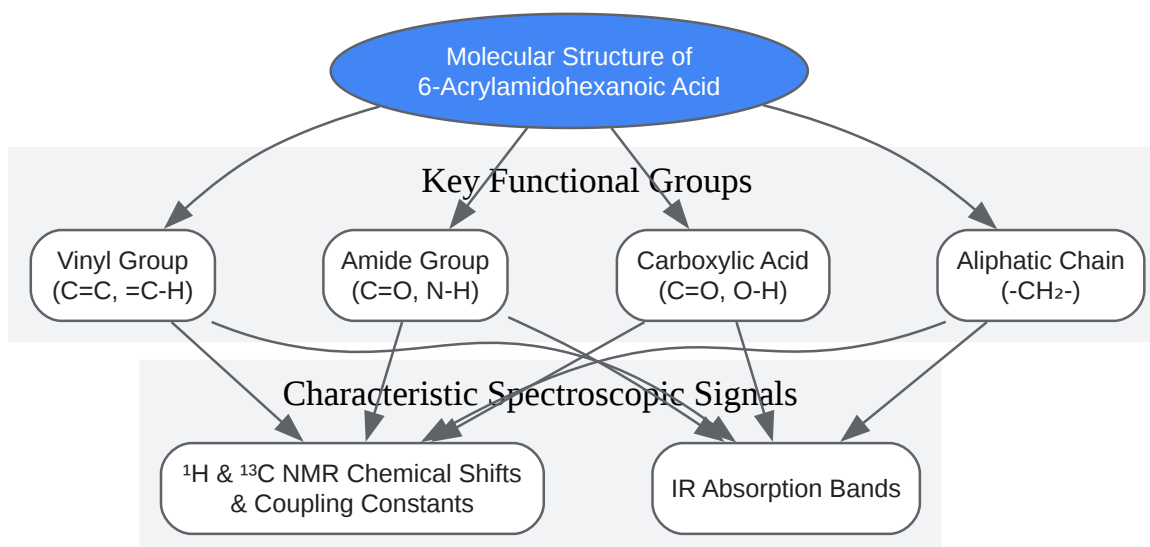 Molecular Structure of
6-Acrylamidohexanoic Acid
Key Functional Groups
Vinyl Group
(C=C, =C-H)
Amide Group
(C=O, N-H)
Carboxylic Acid
(C=O, O-H)
Aliphatic Chain
(-CH₂-)
Characteristic Spectroscopic Signals
¹H & ¹³C NMR Chemical Shifts
& Coupling Constants
IR Absorption Bands